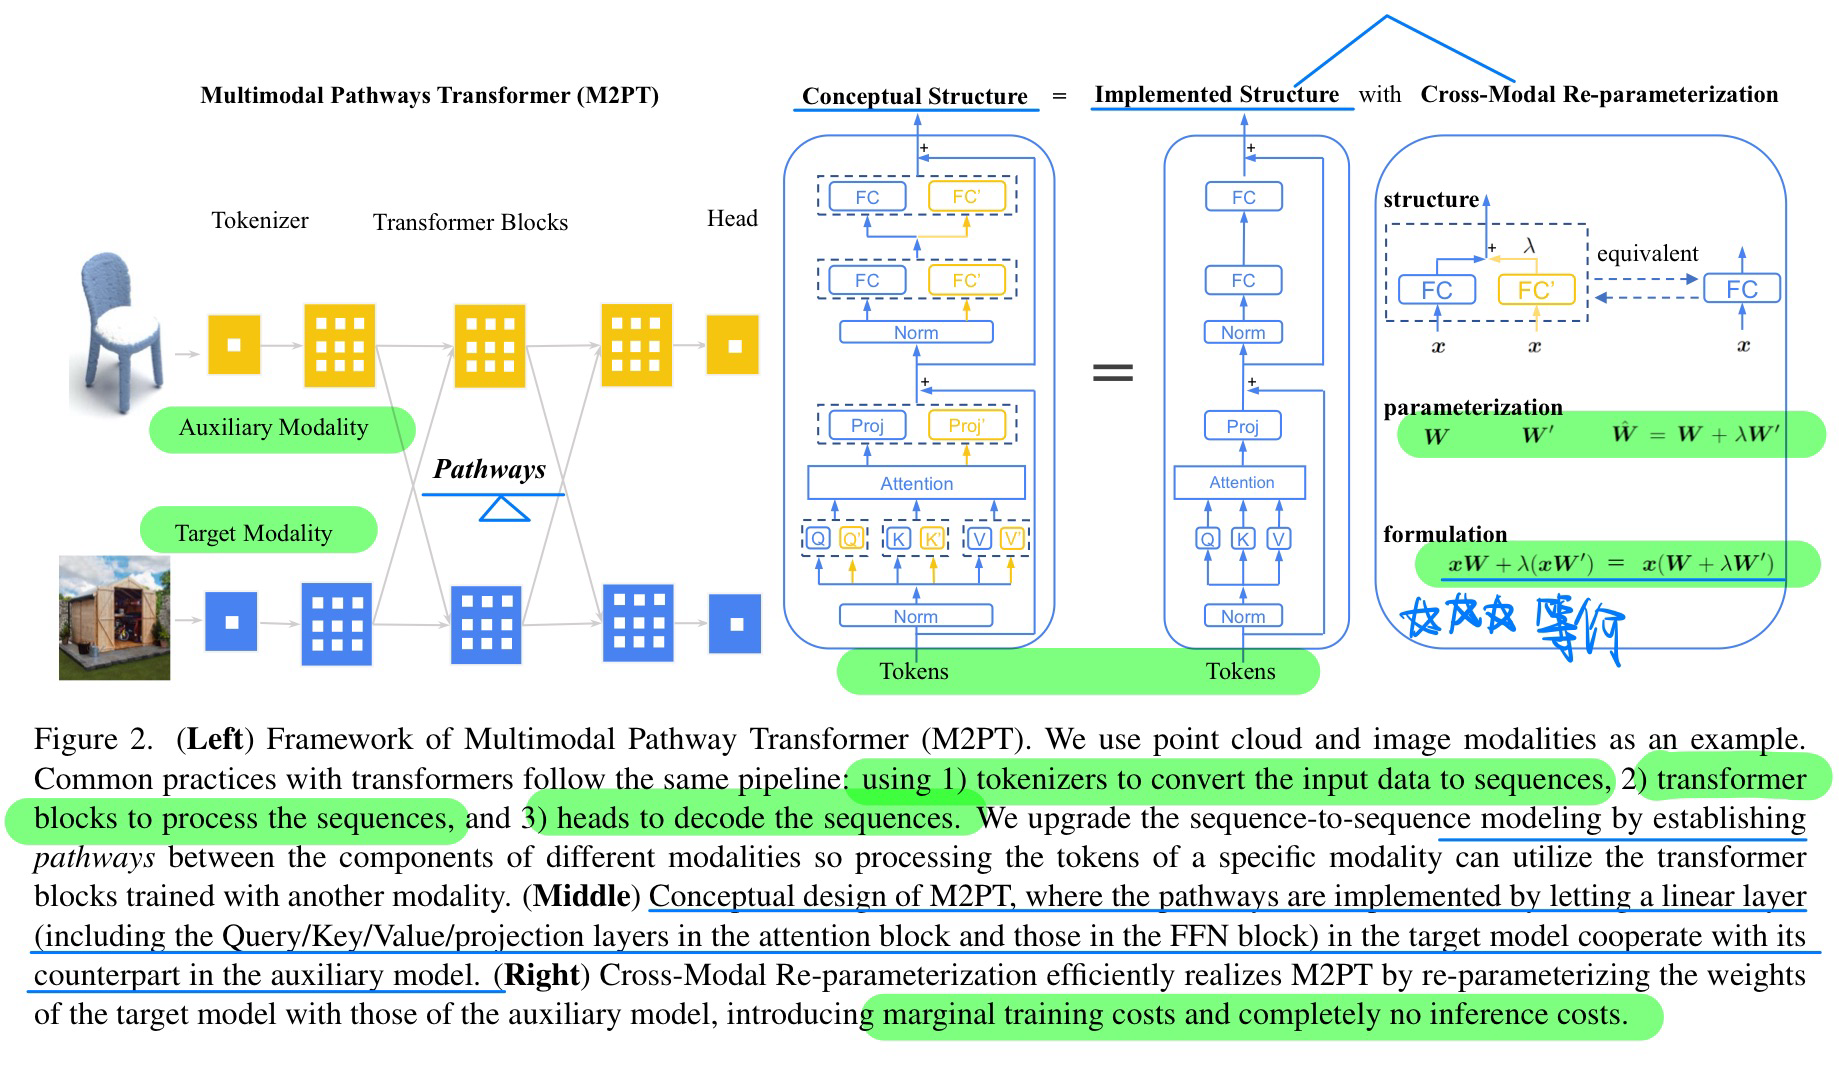 Multimodal Pathways Transformer (M2PT)
Tokenizer
Transformer Blocks
Head
Auxiliary Modality
Pathways
Target Modality
Conceptual Structure = Implemented Structure with Cross-Modal Re-parameterization
+
FC FC'
FC FC'
Norm
+
Proj Proj'
Attention
Q Q' K K' V V'
Norm
Tokens
=
+
FC
FC
Norm
+
Proj
Attention
Q K V
Norm
Tokens
structure
+ λ
equivalent
FC FC' FC
x x x
parameterization
W W' Ŵ = W + λW'
formulation
xW + λ(xW') = x(W + λW')
Figure 2. (Left) Framework of Multimodal Pathway Transformer (M2PT). We use point cloud and image modalities as an example.
Common practices with transformers follow the same pipeline: using 1) tokenizers to convert the input data to sequences, 2) transformer
blocks to process the sequences, and 3) heads to decode the sequences. We upgrade the sequence-to-sequence modeling by establishing
pathways between the components of different modalities so processing the tokens of a specific modality can utilize the transformer
blocks trained with another modality. (Middle) Conceptual design of M2PT, where the pathways are implemented by letting a linear layer
(including the Query/Key/Value/projection layers in the attention block and those in the FFN block) in the target model cooperate with its
counterpart in the auxiliary model. (Right) Cross-Modal Re-parameterization efficiently realizes M2PT by re-parameterizing the weights
of the target model with those of the auxiliary model, introducing marginal training costs and completely no inference costs.